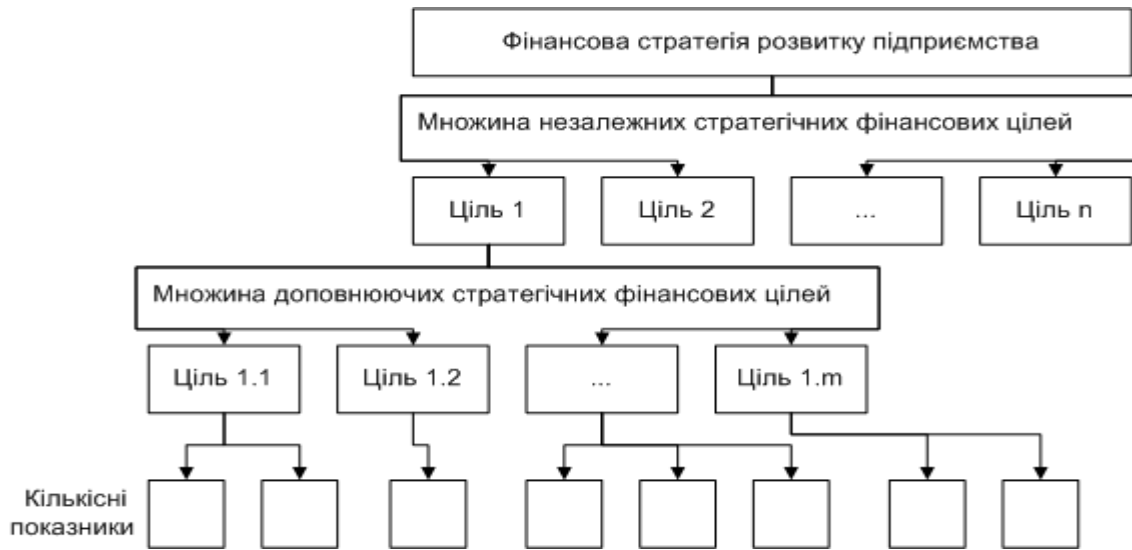 Фінансова стратегія розвитку підприємства
Множина незалежних стратегічних фінансових цілей
Ціль 1
Ціль 2
...
Ціль n
Множина доповнюючих стратегічних фінансових цілей
Ціль 1.1
Ціль 1.2
...
Ціль 1.m
Кількісні
показники